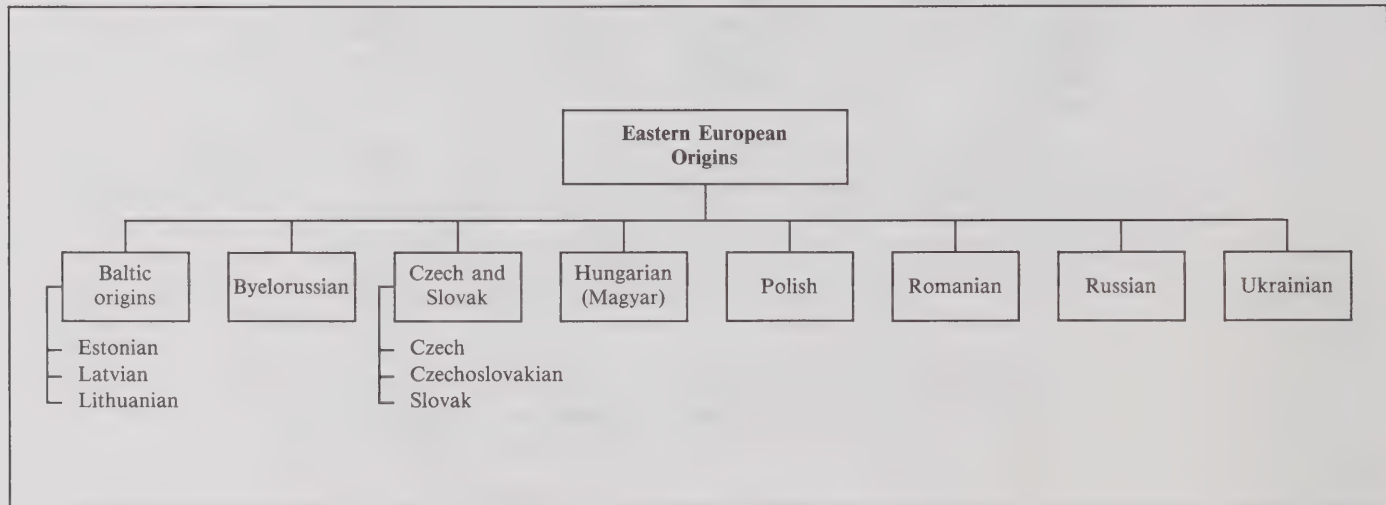 Eastern European
Origins
Baltic
origins
Byelorussian
Czech and
Slovak
Hungarian
(Magyar)
Polish
Romanian
Russian
Ukrainian
Estonian
Latvian
Lithuanian
Czech
Czechoslovakian
Slovak